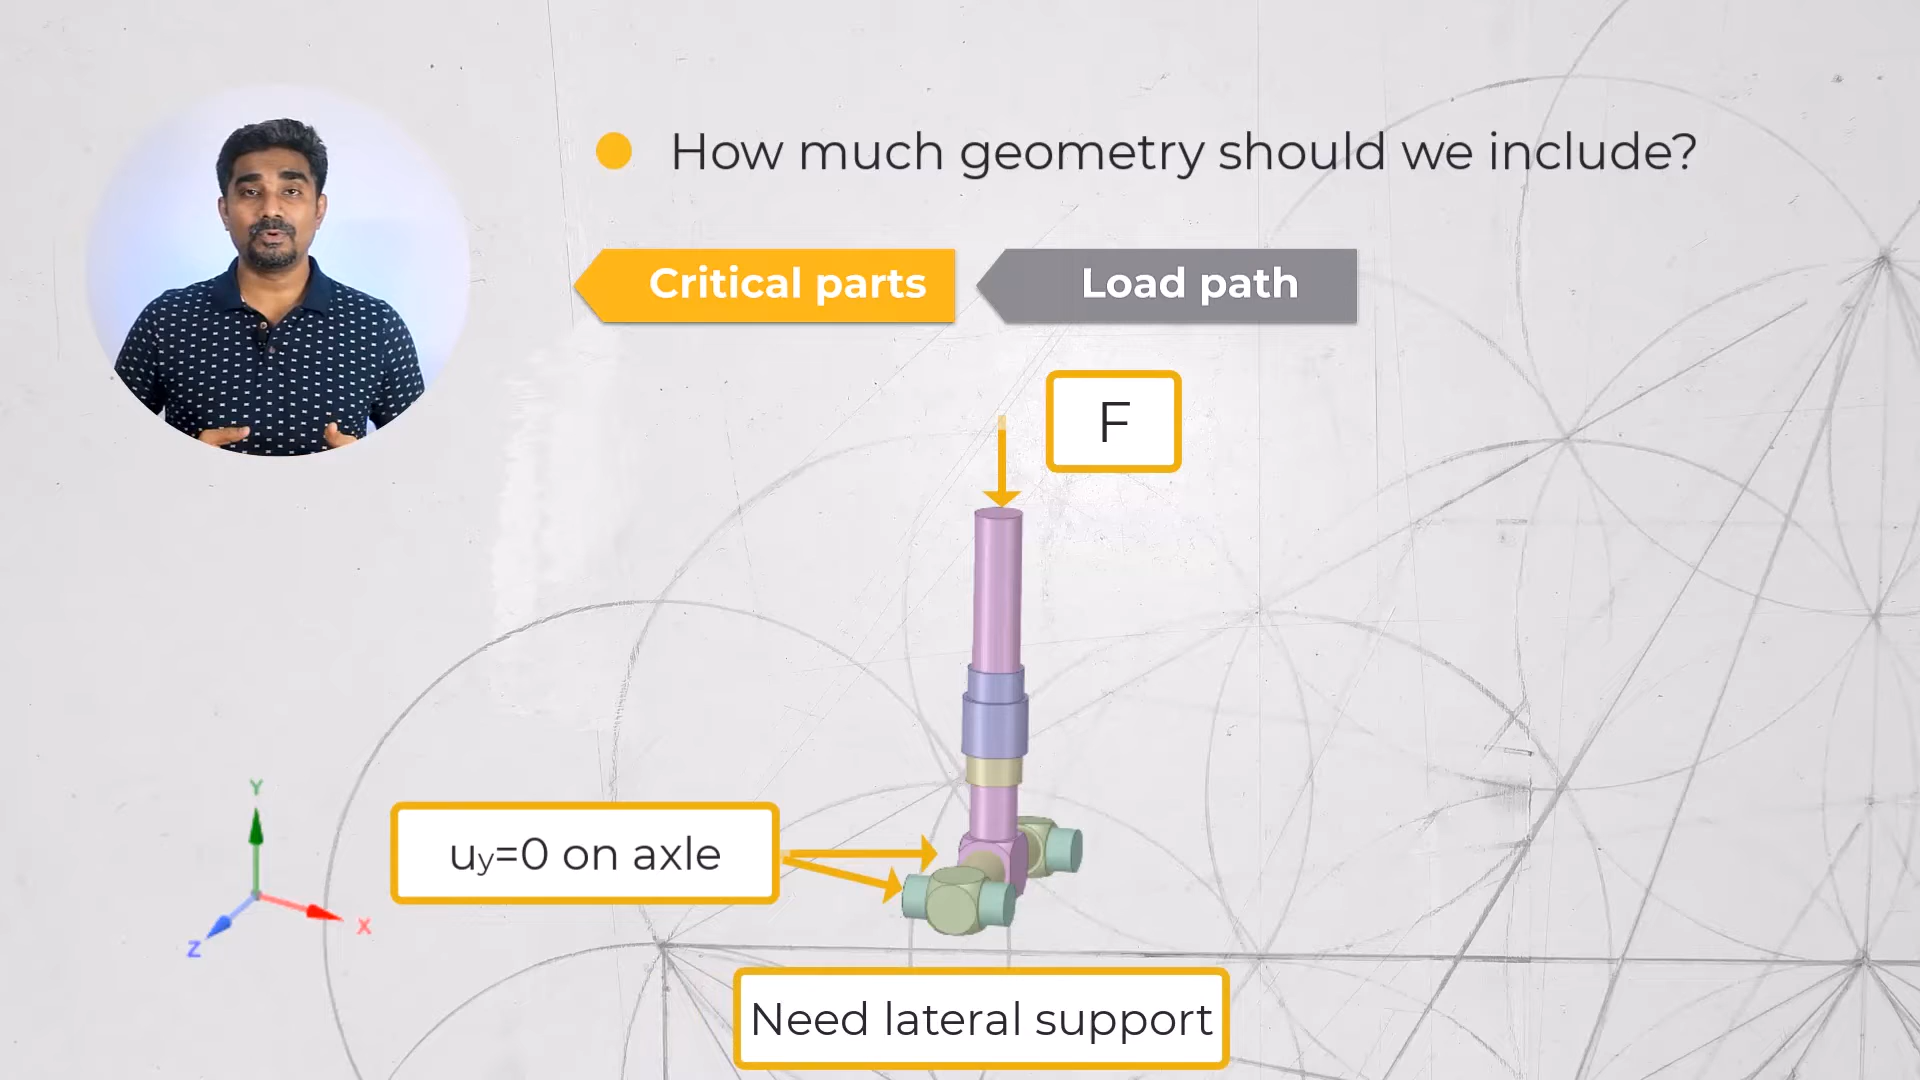 How much geometry should we include?
Critical parts
Load path
F
uy=0 on axle
Y
X
Z
Need lateral support